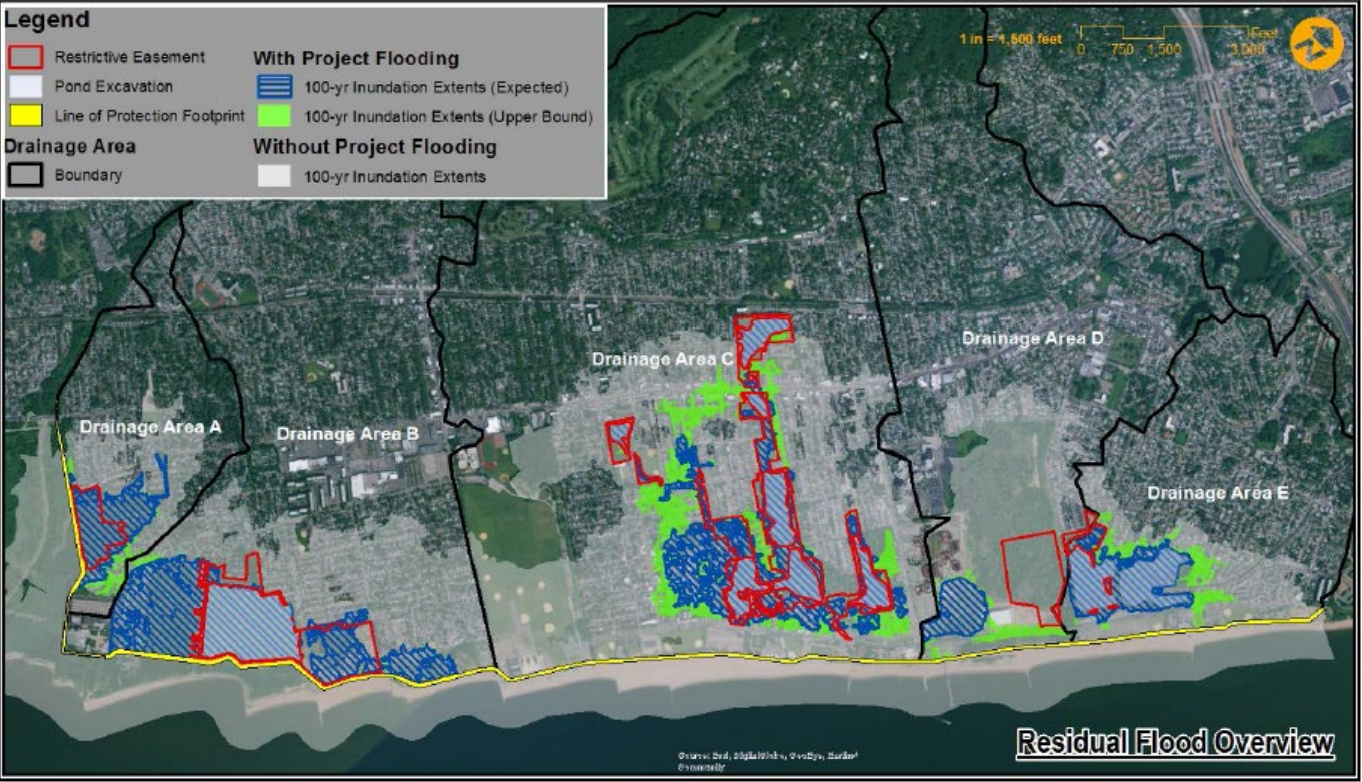 Legend
Restrictive Easement
Pond Excavation
Line of Protection Footprint
Drainage Area
Boundary
With Project Flooding
100-yr Inundation Extents (Expected)
100-yr Inundation Extents (Upper Bound)
Without Project Flooding
100-yr Inundation Extents
1 in = 1,500 feet
Feet
0 750 1,500 3,000
Drainage Area A
Drainage Area B
Drainage Area C
Drainage Area D
Drainage Area E
Residual Flood Overview
Community